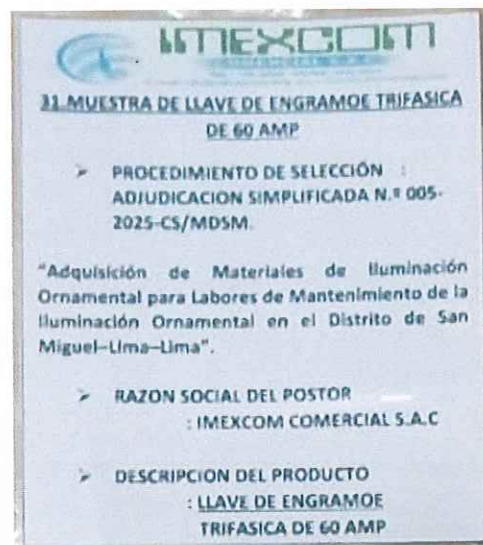 IMEXCOM
COMERCIAL S.A.C
31.MUESTRA DE LLAVE DE ENGRAMOE TRIFASICA
DE 60 AMP
➢ PROCEDIMIENTO DE SELECCIÓN :
ADJUDICACION SIMPLIFICADA N.º 005-
2025-CS/MDSM.
"Adquisición de Materiales de Iluminación
Ornamental para Labores de Mantenimiento de la
Iluminación Ornamental en el Distrito de San
Miguel–Lima–Lima".
➢ RAZON SOCIAL DEL POSTOR
: IMEXCOM COMERCIAL S.A.C
➢ DESCRIPCION DEL PRODUCTO
: LLAVE DE ENGRAMOE
TRIFASICA DE 60 AMP